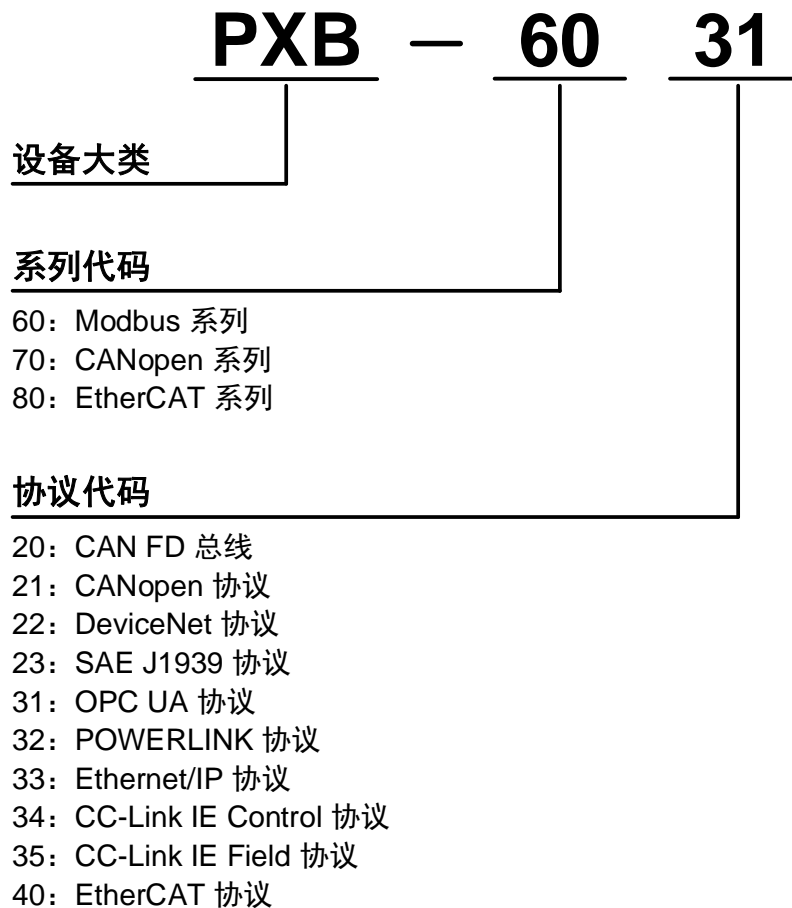 PXB — 60 31
设备大类
系列代码
60：Modbus 系列
70：CANopen 系列
80：EtherCAT 系列
协议代码
20：CAN FD 总线
21：CANopen 协议
22：DeviceNet 协议
23：SAE J1939 协议
31：OPC UA 协议
32：POWERLINK 协议
33：Ethernet/IP 协议
34：CC-Link IE Control 协议
35：CC-Link IE Field 协议
40：EtherCAT 协议